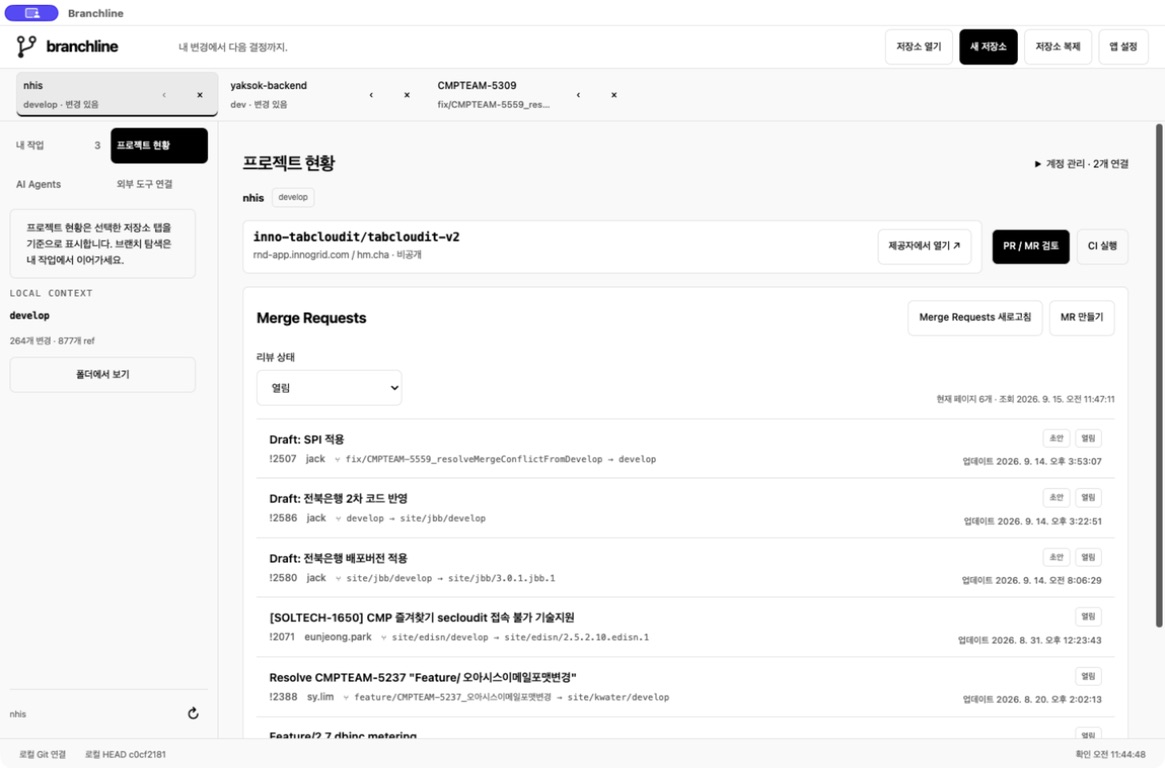 Branchline
branchline
내 변경에서 다음 결정까지.
저장소 열기
새 저장소
저장소 복제
앱 설정
nhis
develop · 변경 있음
yaksok-backend
dev · 변경 있음
CMPTEAM-5309
fix/CMPTEAM-5559_res...
내 작업 3
프로젝트 현황
AI Agents
외부 도구 연결
프로젝트 현황은 선택한 저장소 탭을
기준으로 표시합니다. 브랜치 탐색은
내 작업에서 이어가세요.
LOCAL CONTEXT
develop
264개 변경 · 877개 ref
폴더에서 보기
nhis
프로젝트 현황
▶ 계정 관리 · 2개 연결
nhis develop
inno-tabcloudit/tabcloudit-v2
rnd-app.innogrid.com / hm.cha · 비공개
제공자에서 열기 ↗
PR / MR 검토
CI 실행
Merge Requests
Merge Requests 새로고침
MR 만들기
리뷰 상태
열림
현재 페이지 6개 · 조회 2026. 9. 15. 오전 11:47:11
Draft: SPI 적용
초안 열림
!2507 jack fix/CMPTEAM-5559_resolveMergeConflictFromDevelop → develop
업데이트 2026. 9. 14. 오후 3:53:07
Draft: 전북은행 2차 코드 반영
초안 열림
!2586 jack develop → site/jbb/develop
업데이트 2026. 9. 14. 오후 3:22:51
Draft: 전북은행 배포버전 적용
초안 열림
!2580 jack site/jbb/develop → site/jbb/3.0.1.jbb.1
업데이트 2026. 9. 14. 오전 8:06:29
[SOLTECH-1650] CMP 즐겨찾기 secloudit 접속 불가 기술지원
열림
!2071 eunjeong.park site/edisn/develop → site/edisn/2.5.2.10.edisn.1
업데이트 2026. 8. 31. 오후 12:23:43
Resolve CMPTEAM-5237 "Feature/ 오아시스이메일포맷변경"
열림
!2388 sy.lim feature/CMPTEAM-5237_오아시스이메일포맷변경 → site/kwater/develop
업데이트 2026. 8. 20. 오후 2:02:13
Feature/2.7 dbinc metering
열림
로컬 Git 연결
로컬 HEAD c0cf2181
확인 오전 11:44:48